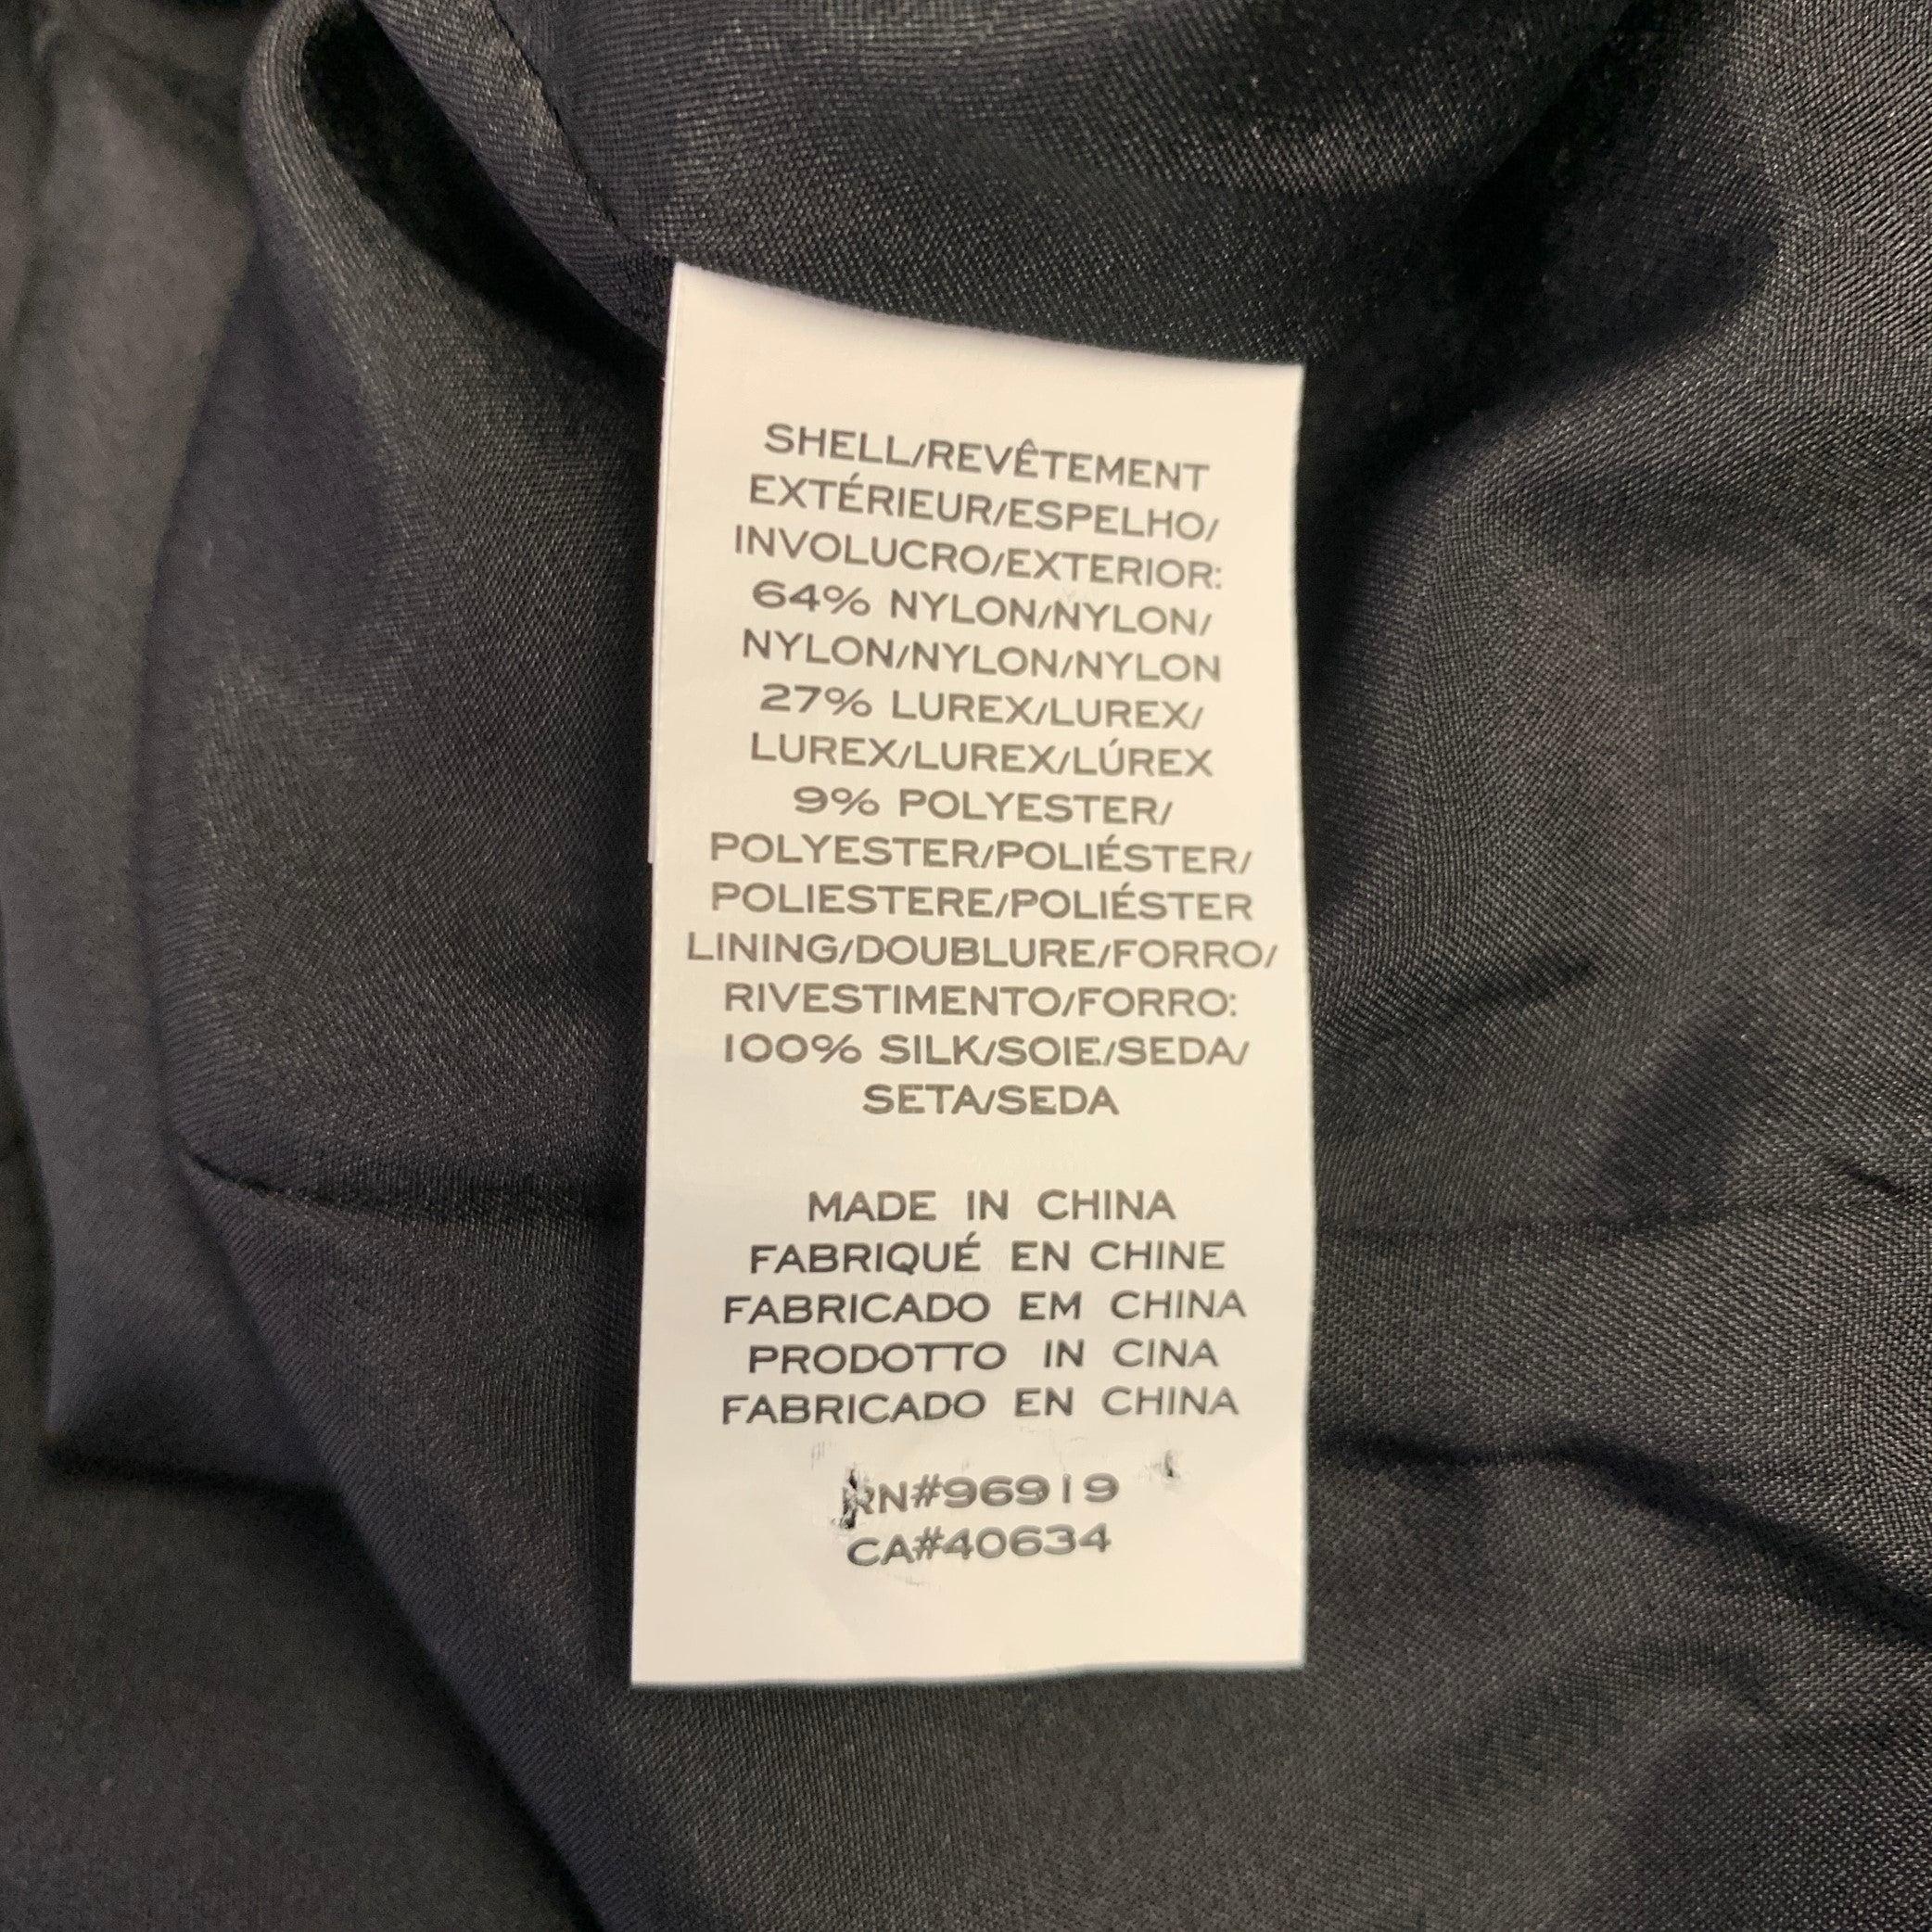 SHELL/REVÊTEMENT
EXTÉRIEUR/ESPELHO/
INVOLUCRO/EXTERIOR:
64% NYLON/NYLON/
NYLON/NYLON/NYLON
27% LUREX/LUREX/
LUREX/LUREX/LÚREX
9% POLYESTER/
POLYESTER/POLIÉSTER/
POLIESTERE/POLIÉSTER
LINING/DOUBLURE/FORRO/
RIVESTIMENTO/FORRO:
100% SILK/SOIE/SEDA/
SETA/SEDA
MADE IN CHINA
FABRIQUÉ EN CHINE
FABRICADO EM CHINA
PRODOTTO IN CINA
FABRICADO EN CHINA
RN#96919
CA#40634